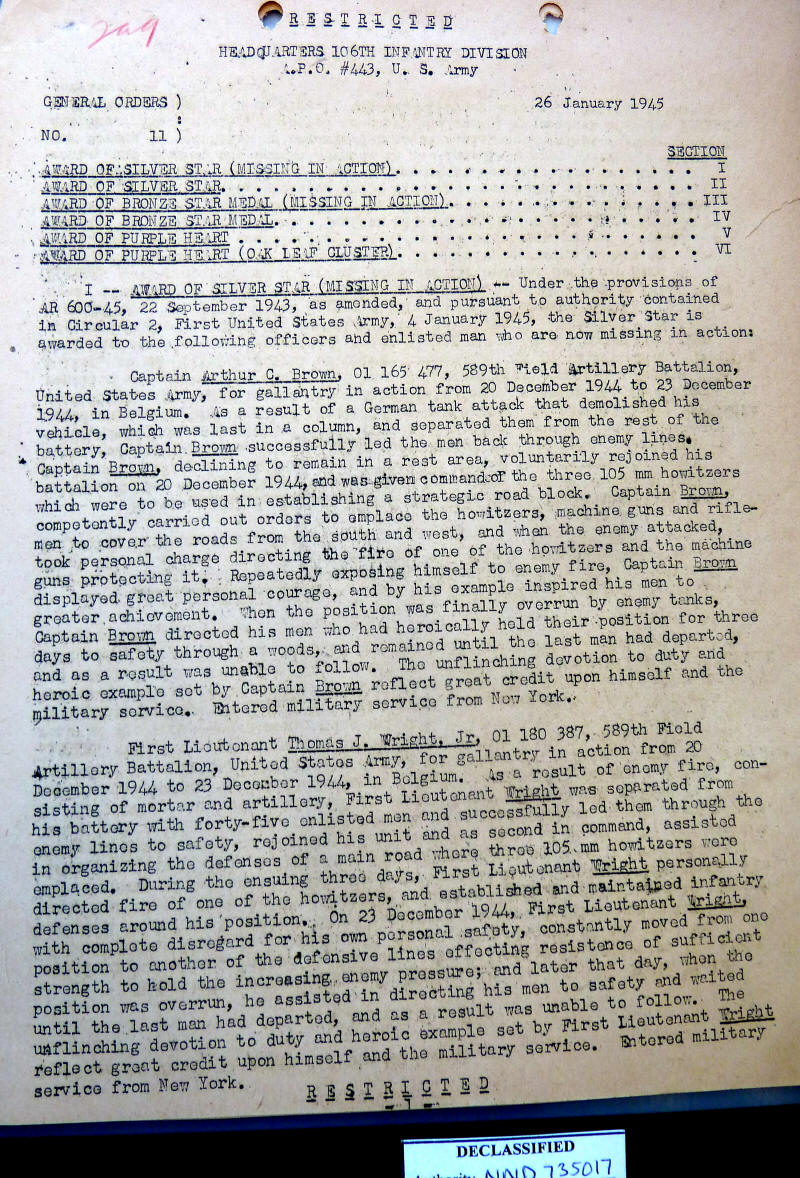 209
RESTRICTED
HEADQUARTERS 106TH INFANTRY DIVISION
A.P.O. #443, U. S. Army
GENERAL ORDERS ) 26 January 1945
:
NO. 11 )
SECTION
AWARD OF SILVER STAR (MISSING IN ACTION). . . . . . . . . . . . . . . . . . I
AWARD OF SILVER STAR. . . . . . . . . . . . . . . . . . . . . . . . . . . . II
AWARD OF BRONZE STAR MEDAL (MISSING IN ACTION). . . . . . . . . . . . . . . III
AWARD OF BRONZE STAR MEDAL. . . . . . . . . . . . . . . . . . . . . . . . . IV
AWARD OF PURPLE HEART . . . . . . . . . . . . . . . . . . . . . . . . . . . V
AWARD OF PURPLE HEART (OAK LEAF CLUSTER). . . . . . . . . . . . . . . . . . VI
I -- AWARD OF SILVER STAR (MISSING IN ACTION) -- Under the provisions of
AR 600-45, 22 September 1943, as amended, and pursuant to authority contained
in Circular 2, First United States Army, 4 January 1945, the Silver Star is
awarded to the following officers and enlisted man who are now missing in action:
Captain Arthur C. Brown, 01 165 477, 589th Field Artillery Battalion,
United States Army, for gallantry in action from 20 December 1944 to 23 December
1944, in Belgium. As a result of a German tank attack that demolished his
vehicle, which was last in a column, and separated them from the rest of the
battery, Captain Brown successfully led the men back through enemy lines.
Captain Brown, declining to remain in a rest area, voluntarily rejoined his
battalion on 20 December 1944, and was given command of the three 105 mm howitzers
which were to be used in establishing a strategic road block. Captain Brown,
competently carried out orders to emplace the howitzers, machine guns and rifle-
men to cover the roads from the south and west, and when the enemy attacked,
took personal charge directing the fire of one of the howitzers and the machine
guns protecting it. Repeatedly exposing himself to enemy fire, Captain Brown
displayed great personal courage, and by his example inspired his men to
greater achievement. When the position was finally overrun by enemy tanks,
Captain Brown directed his men who had heroically held their position for three
days to safety through a woods, and remained until the last man had departed,
and as a result was unable to follow. The unflinching devotion to duty and
heroic example set by Captain Brown reflect great credit upon himself and the
military service. Entered military service from New York.
First Lieutenant Thomas J. Wright, Jr, 01 180 387, 589th Field
Artillery Battalion, United States Army, for gallantry in action from 20
December 1944 to 23 December 1944, in Belgium. As a result of enemy fire, con-
sisting of mortar and artillery, First Lieutenant Wright was separated from
his battery with forty-five enlisted men and successfully led them through the
enemy lines to safety, rejoined his unit and as second in command, assisted
in organizing the defenses of a main road where three 105 mm howitzers were
emplaced. During the ensuing three days, First Lieutenant Wright personally
directed fire of one of the howitzers, and established and maintained infantry
defenses around his position. On 23 December 1944, First Lieutenant Wright,
with complete disregard for his own personal safety, constantly moved from one
position to another of the defensive lines effecting resistence of sufficient
strength to hold the increasing enemy pressure; and later that day, when the
position was overrun, he assisted in directing his men to safety and waited
until the last man had departed, and as a result was unable to follow. The
unflinching devotion to duty and heroic example set by First Lieutenant Wright
reflect great credit upon himself and the military service. Entered military
service from New York.
RESTRICTED
- 1 -
DECLASSIFIED
Authority NND 735017